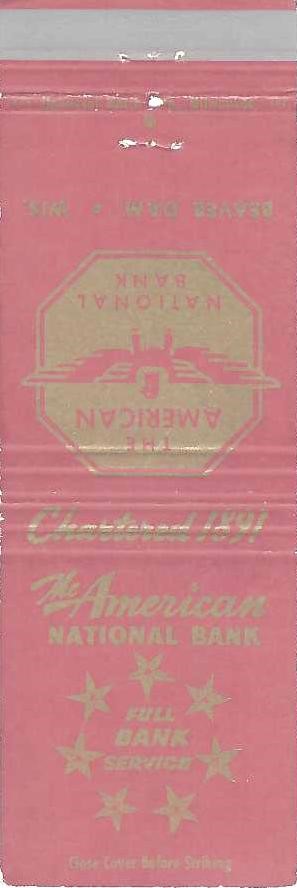 BEAVER DAM, ★ WIS.
THE
AMERICAN
NATIONAL
BANK
Chartered 1891
The American
NATIONAL BANK
FULL
BANK
SERVICE
Close Cover Before Striking